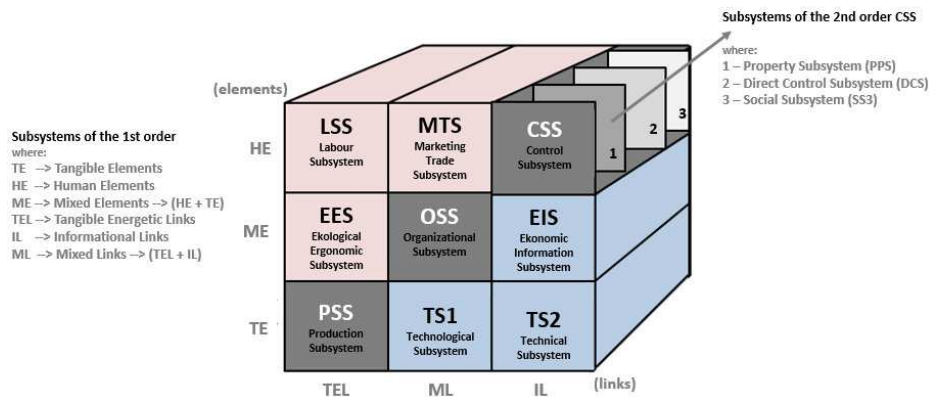 Subsystems of the 2nd order CSS
where:
1 – Property Subsystem (PPS)
2 – Direct Control Subsystem (DCS)
3 – Social Subsystem (SS3)
(elements)
Subsystems of the 1st order
where:
TE --> Tangible Elements
HE --> Human Elements
ME --> Mixed Elements --> (HE + TE)
TEL --> Tangible Energetic Links
IL --> Informational Links
ML --> Mixed Links --> (TEL + IL)
HE
LSS
Labour
Subsystem
MTS
Marketing
Trade
Subsystem
CSS
Control
Subsystem
1
2
3
ME
EES
Ekological
Ergonomic
Subsystem
OSS
Organizational
Subsystem
EIS
Ekonomic
Information
Subsystem
TE
PSS
Production
Subsystem
TS1
Technological
Subsystem
TS2
Technical
Subsystem
TEL
ML
IL
(links)